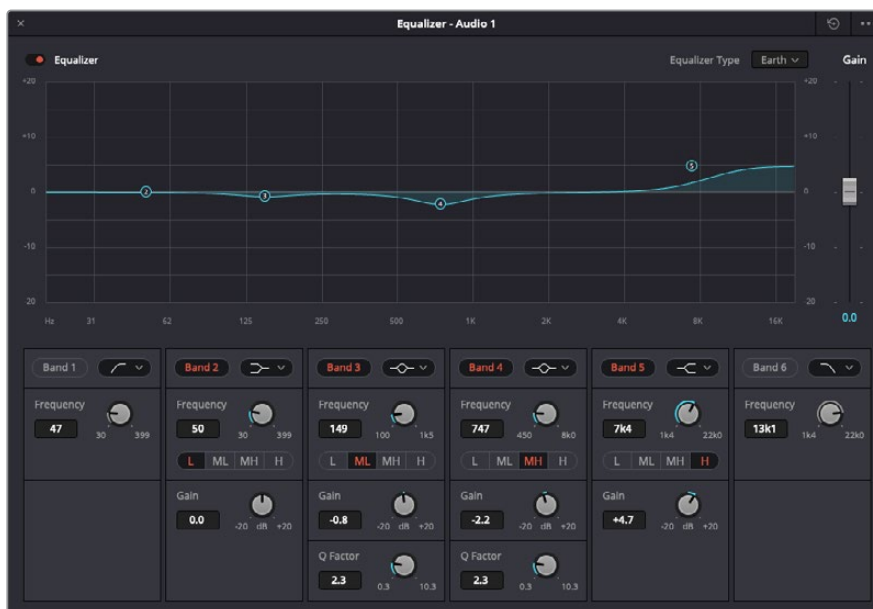 Equalizer - Audio 1
Equalizer
Equalizer Type Earth Gain
+20 +20
+10 +10
0 0
-10 -10
20 20
Hz 31 62 125 250 500 1K 2K 4K 8K 16K 0.0
2 3 4 5
Band 1 Band 2 Band 3 Band 4 Band 5 Band 6
Frequency Frequency Frequency Frequency Frequency Frequency
47 30 399 50 30 399 149 100 1k5 747 450 8k0 7k4 1k4 22k0 13k1 1k4 22k0
L ML MH H L ML MH H L ML MH H L ML MH H
Gain Gain Gain Gain
0.0 -20 dB +20 -0.8 -20 dB +20 -2.2 -20 dB +20 +4.7 -20 dB +20
Q Factor Q Factor
2.3 0.3 10.3 2.3 0.3 10.3